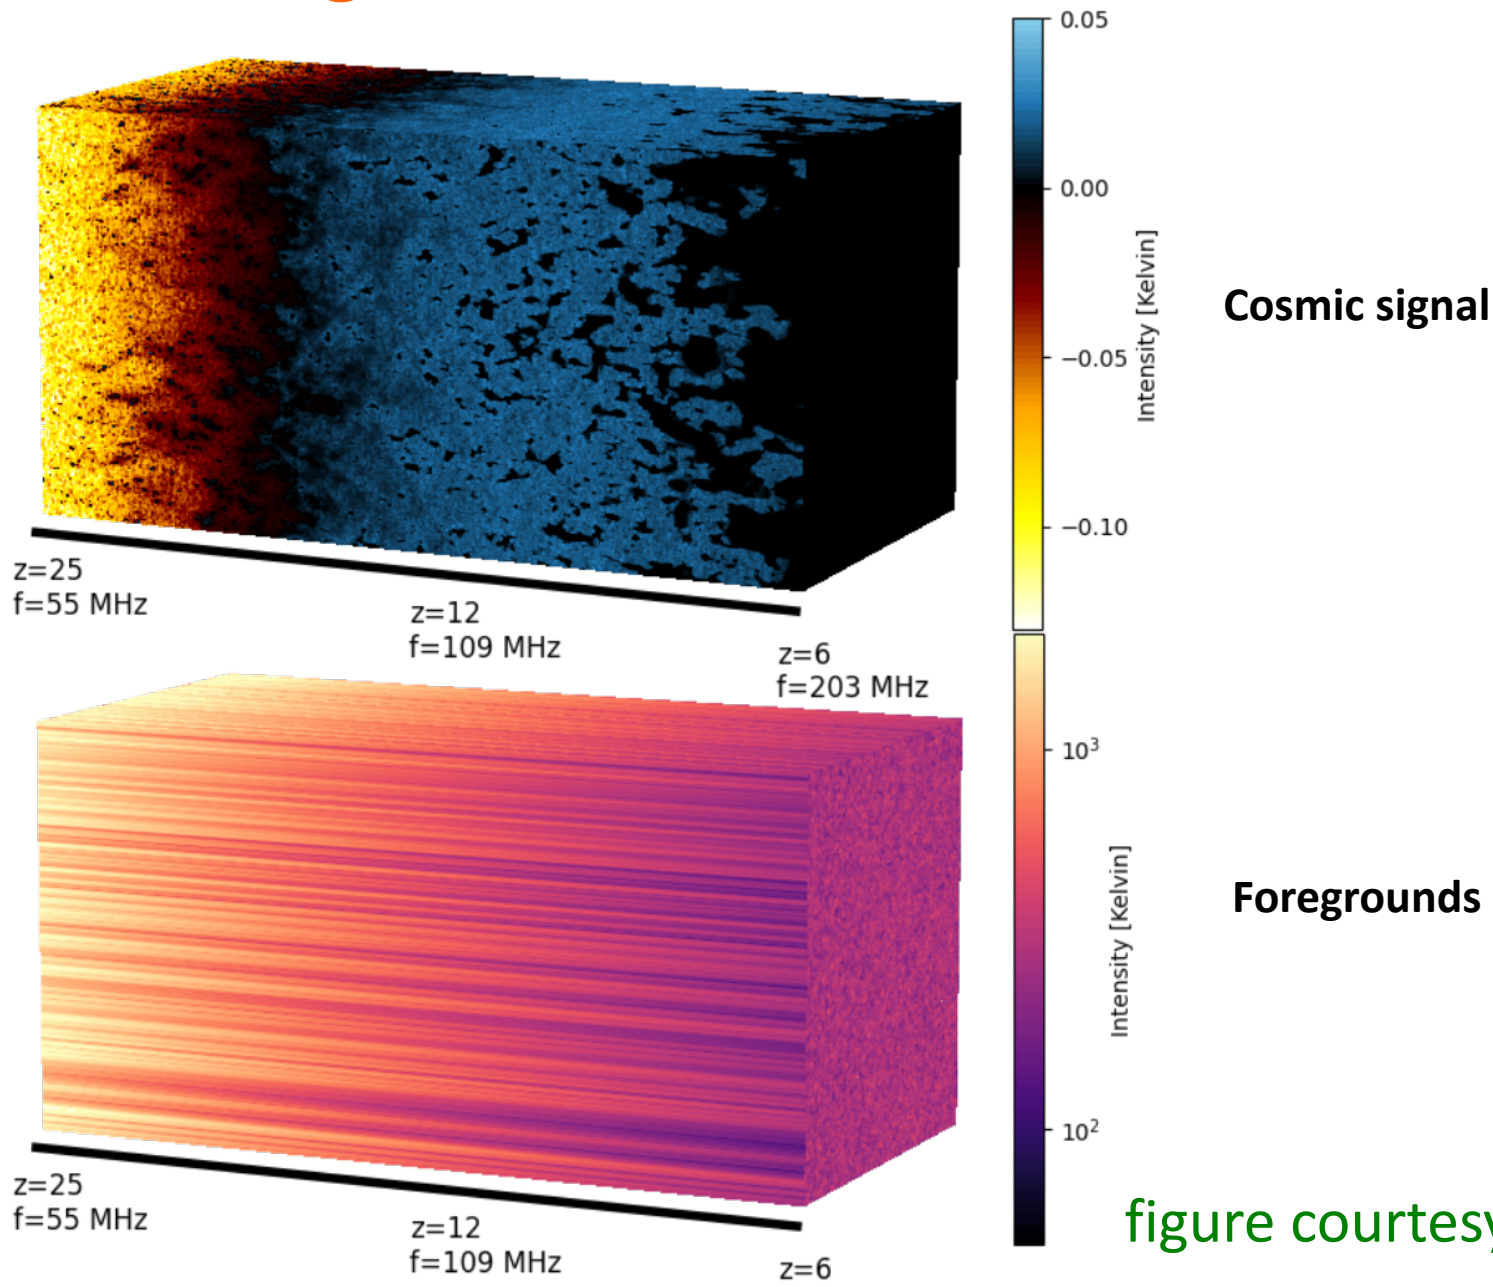 0.05
0.00
−0.05
−0.10
Intensity [Kelvin]
Cosmic signal
z=25
f=55 MHz
z=12
f=109 MHz
z=6
f=203 MHz
10³
10²
Intensity [Kelvin]
Foregrounds
z=25
f=55 MHz
z=12
f=109 MHz
z=6
figure courtesy